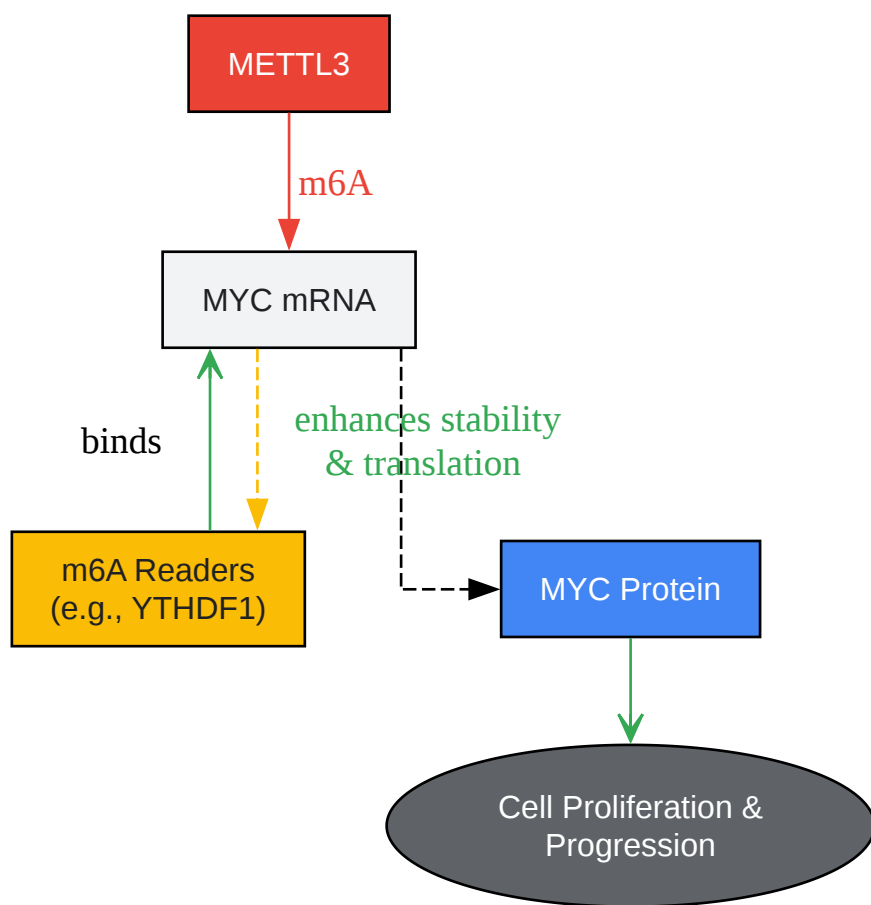 METTL3
m6A
MYC mRNA
binds
enhances stability
& translation
m6A Readers
(e.g., YTHDF1)
MYC Protein
Cell Proliferation &
Progression